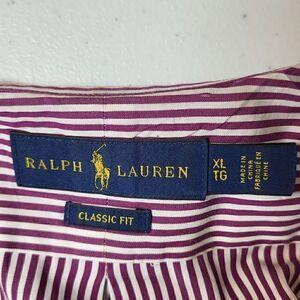 RALPH LAUREN
XL
TG
MADE IN
CHINA
FABRIQUÉ EN
CHINE
CLASSIC FIT